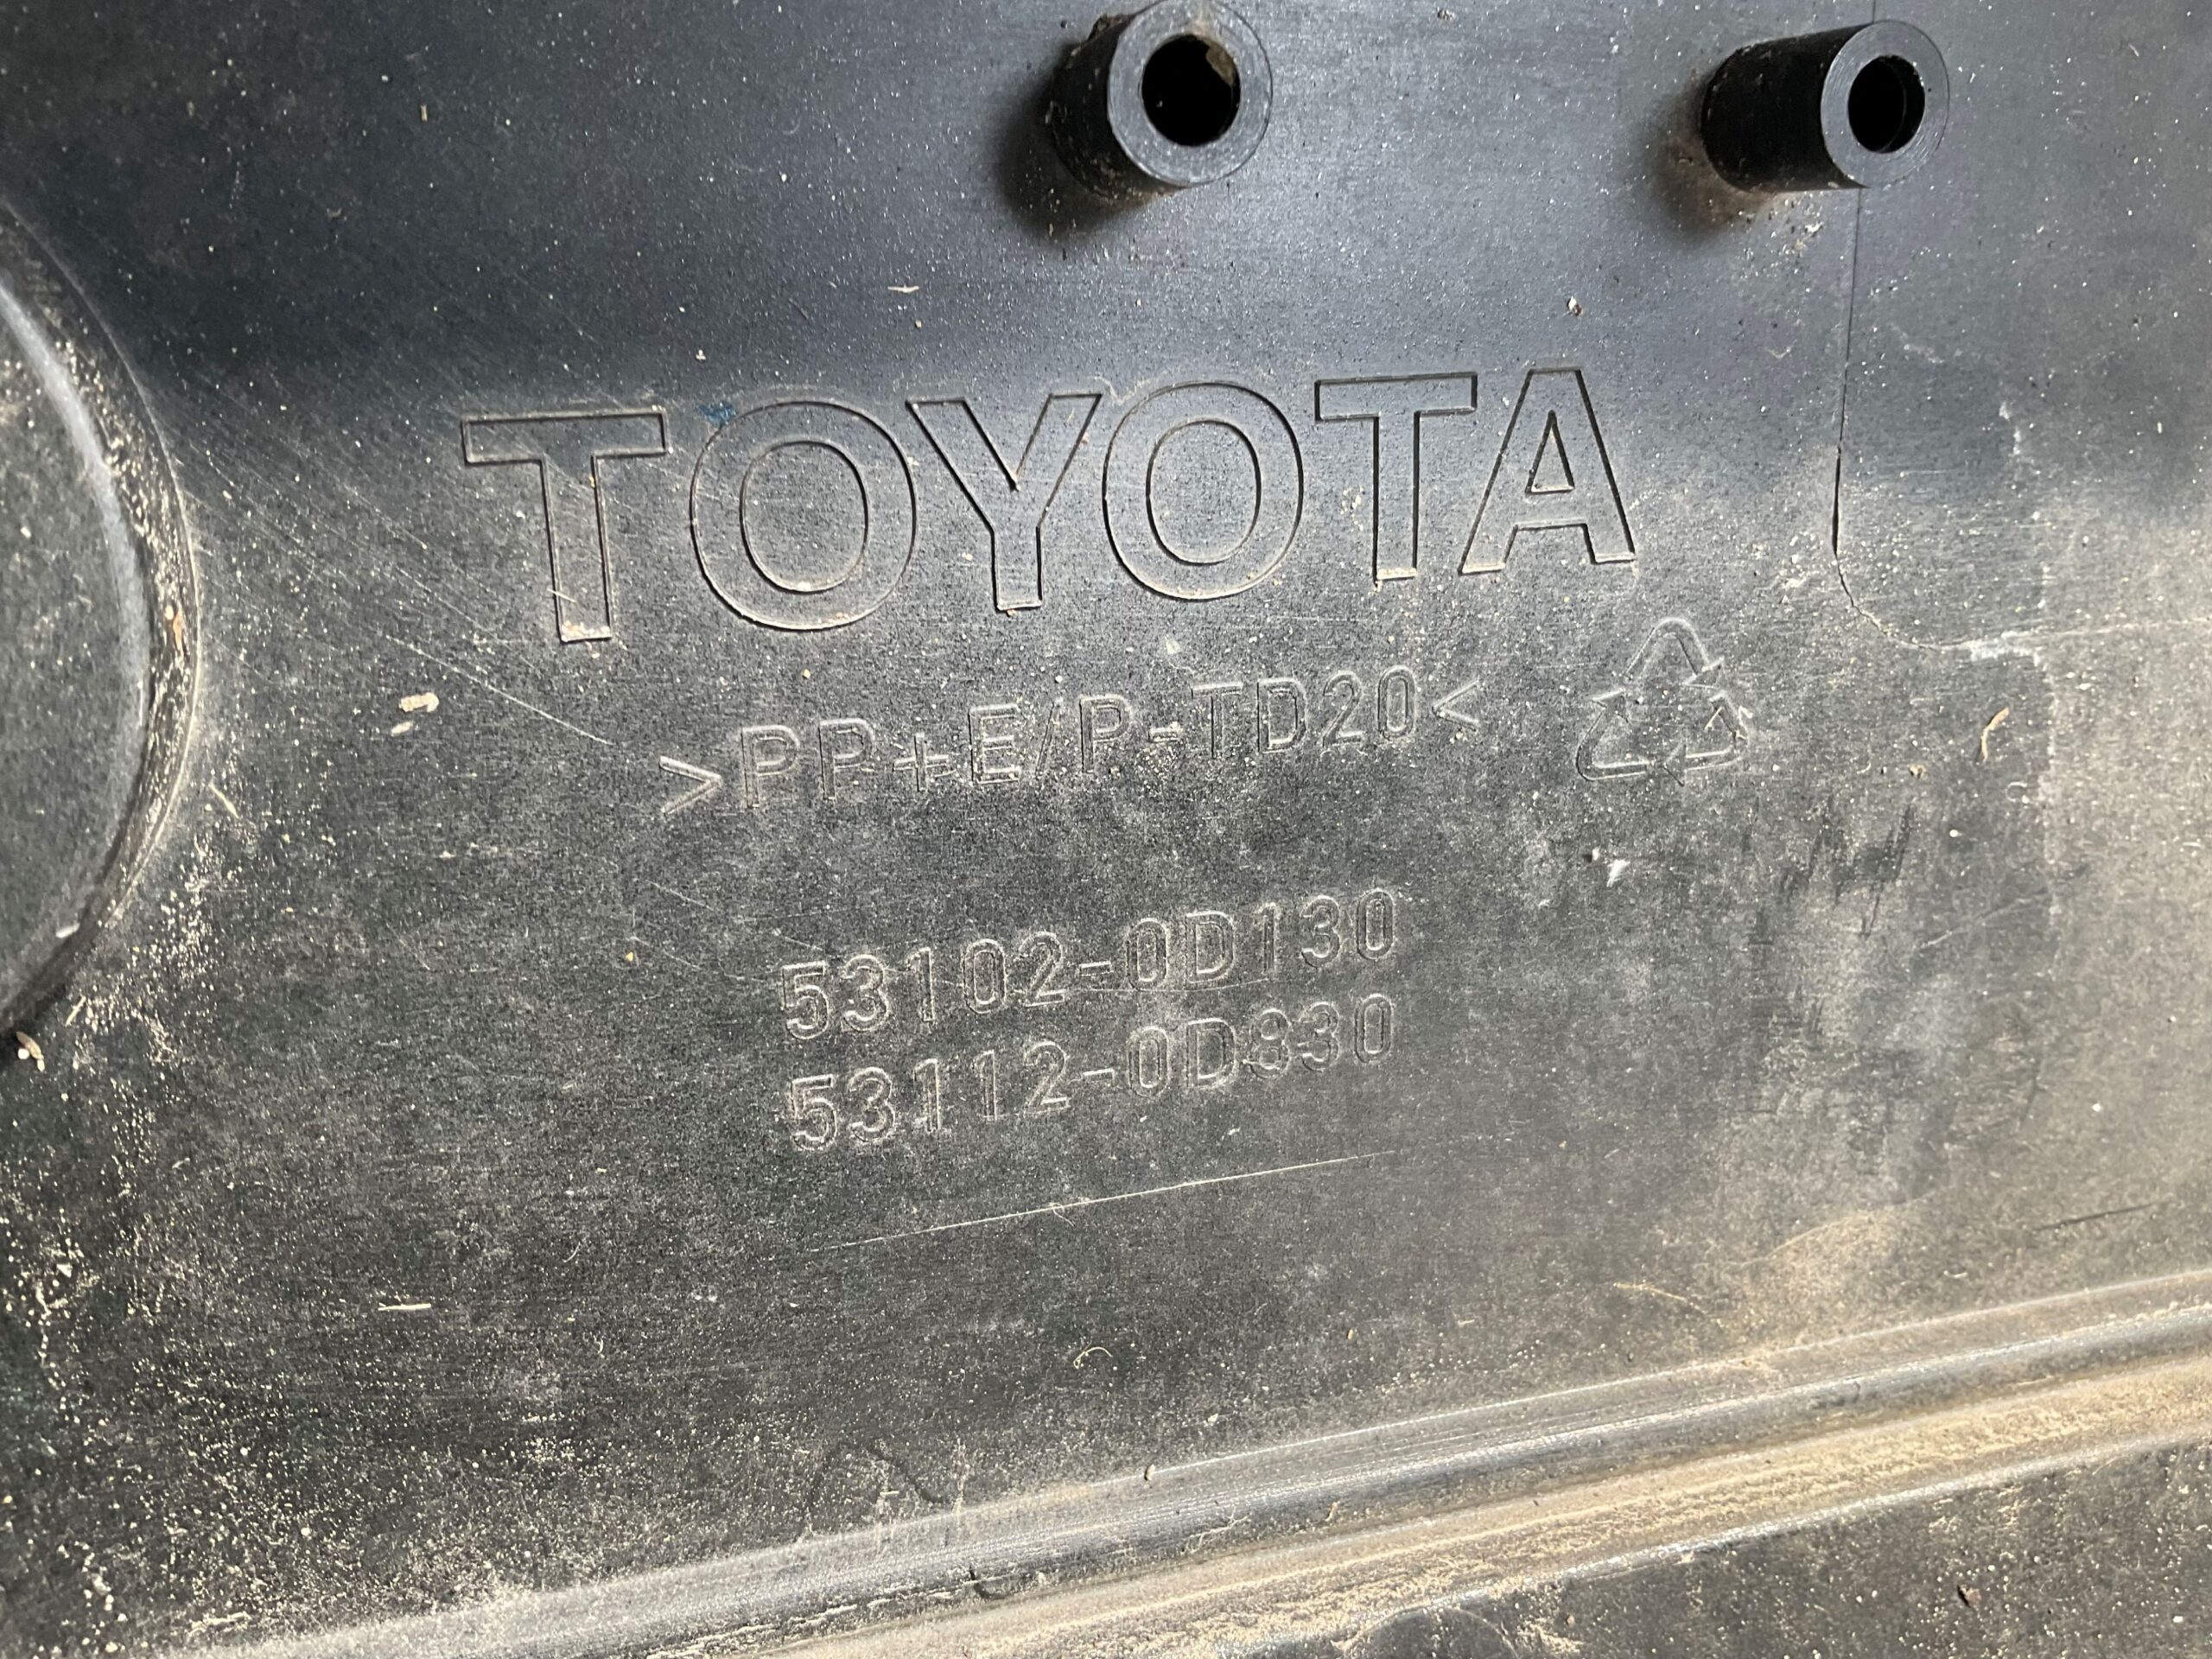 TOYOTA
>PP+E/P-TD20<
53102-0D130
53112-0D830